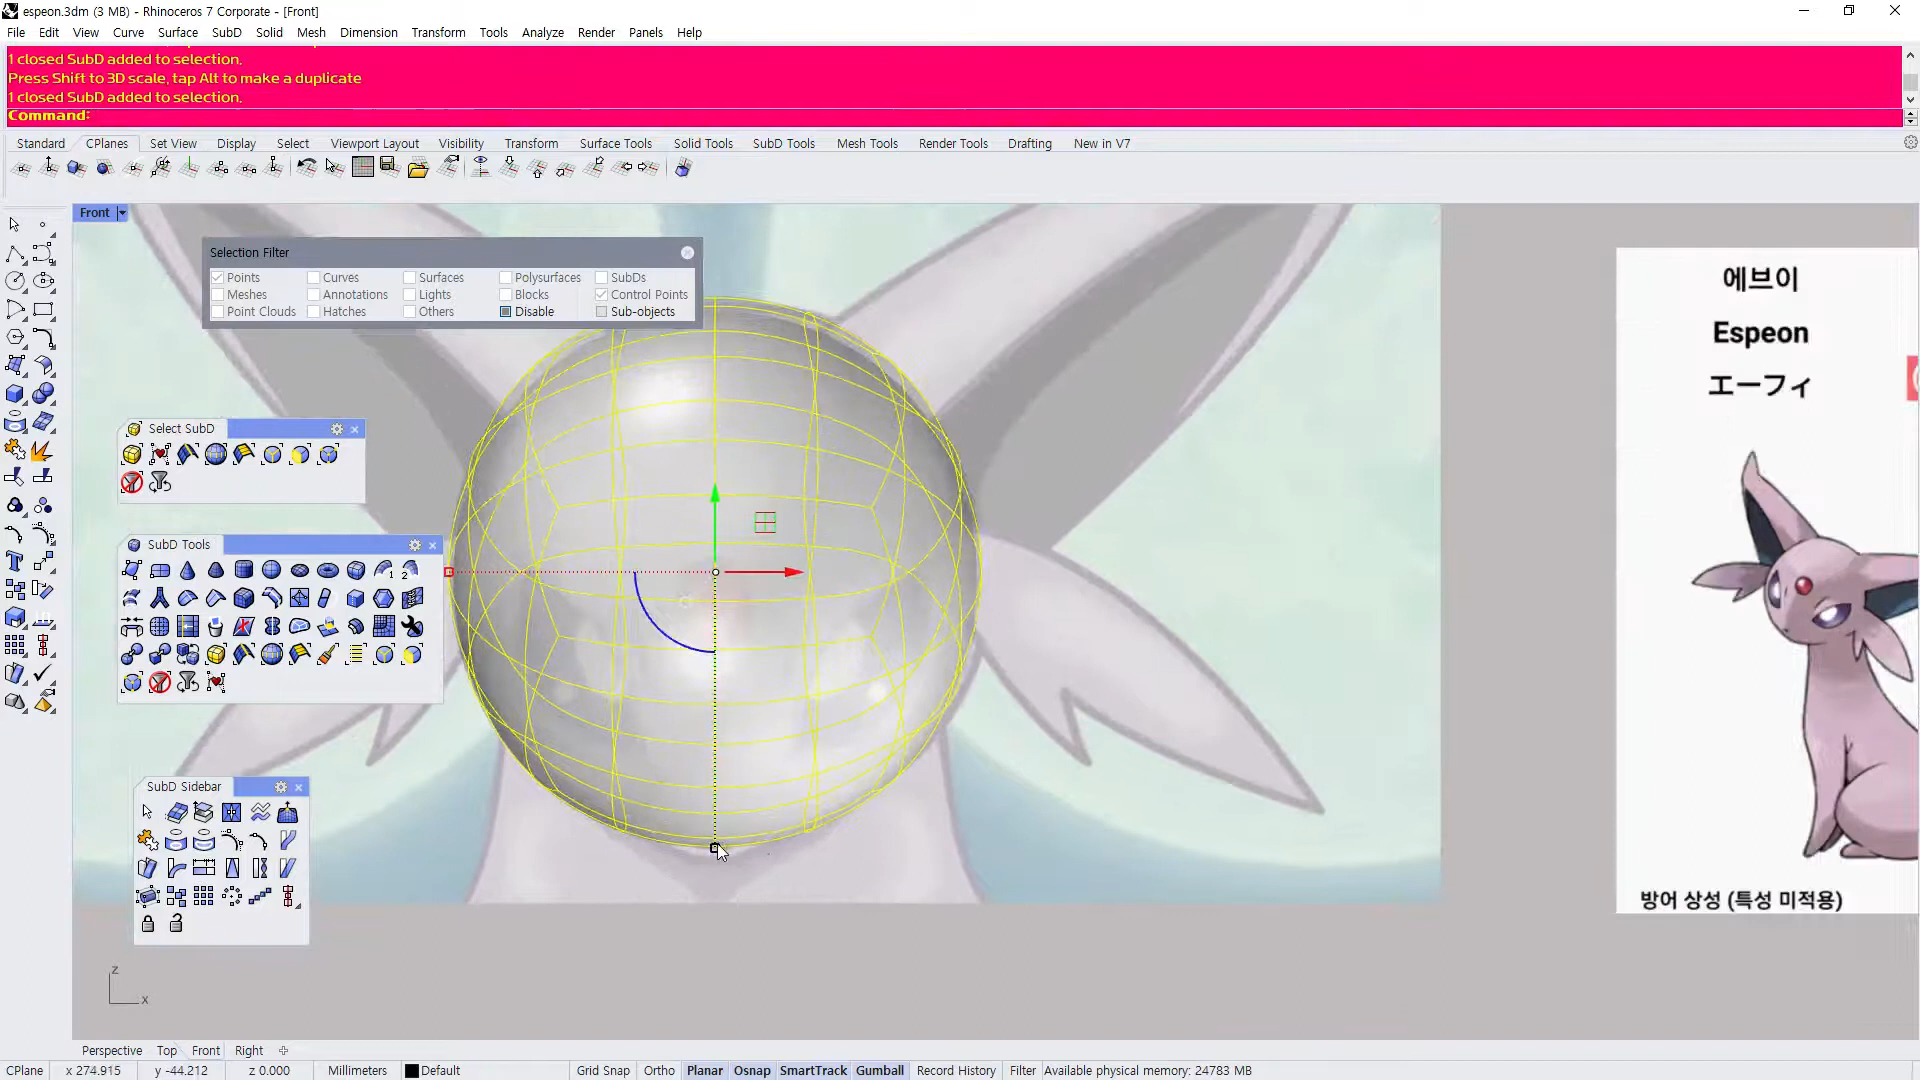 espeon.3dm (3 MB) - Rhinoceros 7 Corporate - [Front]
File Edit View Curve Surface SubD Solid Mesh Dimension Transform Tools Analyze Render Panels Help
1 closed SubD added to selection.
Press Shift to 3D scale, tap Alt to make a duplicate
1 closed SubD added to selection.
Command:
Standard CPlanes Set View Display Select Viewport Layout Visibility Transform Surface Tools Solid Tools SubD Tools Mesh Tools Render Tools Drafting New in V7
Front
Selection Filter
Points Curves Surfaces Polysurfaces SubDs
Meshes Annotations Lights Blocks Control Points
Point Clouds Hatches Others Disable Sub-objects
에브이
Espeon
エーフィ
Select SubD
SubD Tools
1 2
SubD Sidebar
방어 상성 (특성 미적용)
z
x
Perspective Top Front Right
CPlane x 274.915 y -44.212 z 0.000 Millimeters Default Grid Snap Ortho Planar Osnap SmartTrack Gumball Record History Filter Available physical memory: 24783 MB